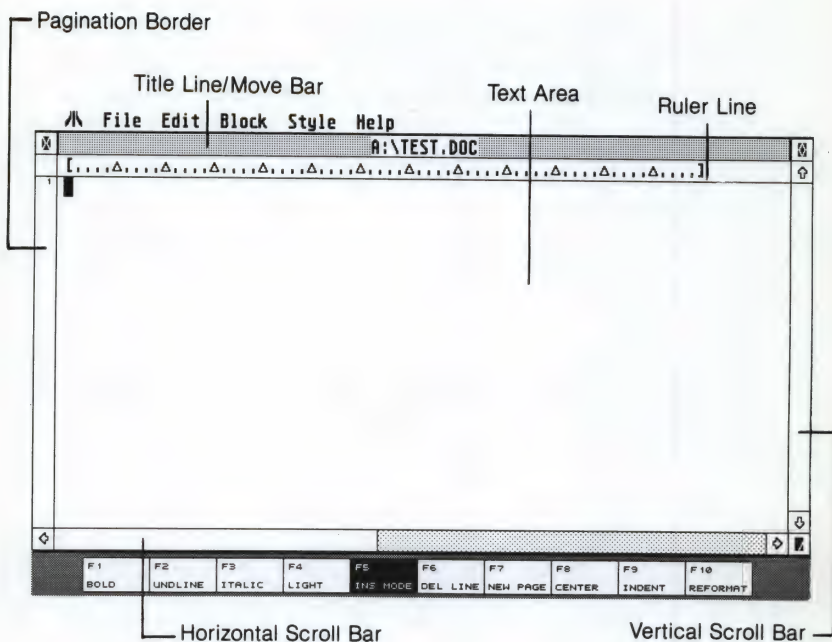 Pagination Border
Title Line/Move Bar
Text Area
Ruler Line
File Edit Block Style Help
A:\TEST.DOC
1
F1 F2 F3 F4 F5 F6 F7 F8 F9 F10
BOLD UNDLINE ITALIC LIGHT INS MODE DEL LINE NEW PAGE CENTER INDENT REFORMAT
Horizontal Scroll Bar
Vertical Scroll Bar